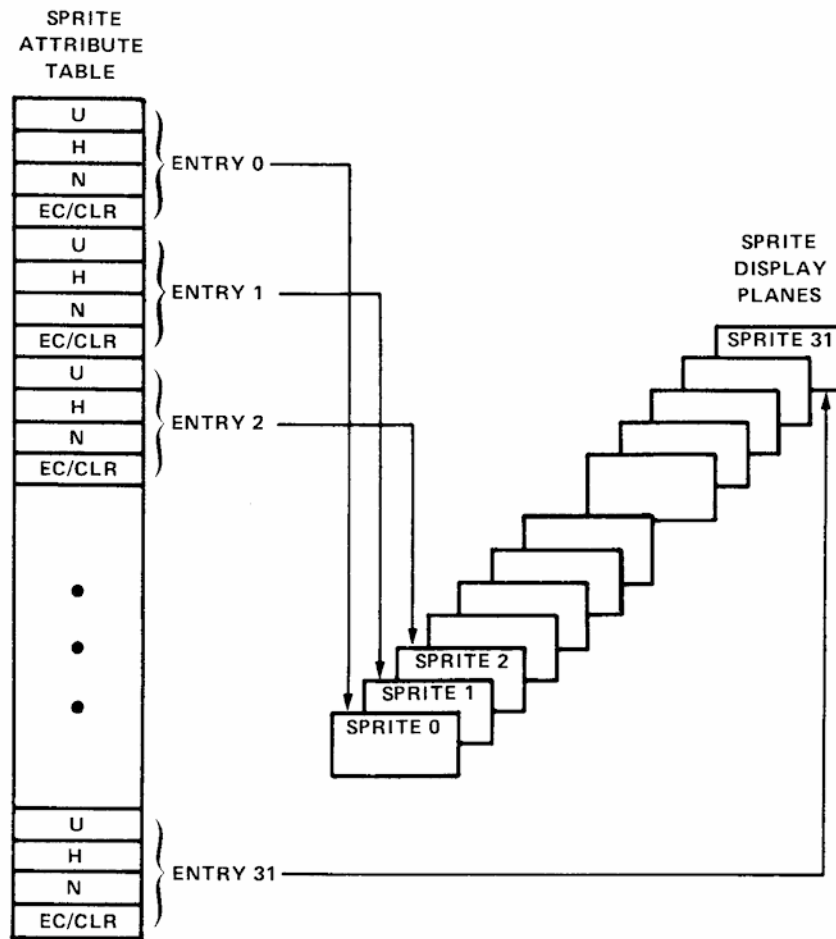 SPRITE
ATTRIBUTE
TABLE
U
H
N
EC/CLR
ENTRY 0
U
H
N
EC/CLR
ENTRY 1
U
H
N
EC/CLR
ENTRY 2
U
H
N
EC/CLR
ENTRY 31
SPRITE
DISPLAY
PLANES
SPRITE 31
SPRITE 2
SPRITE 1
SPRITE 0